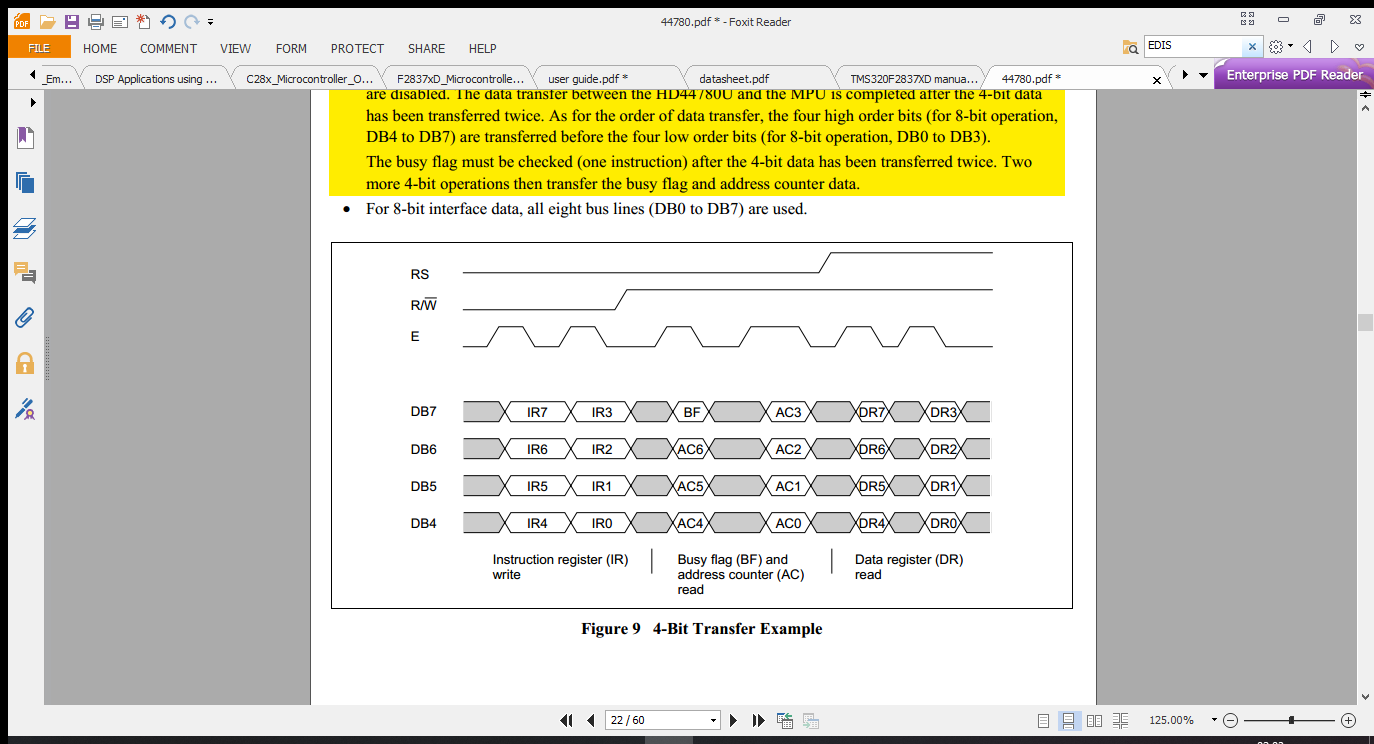 44780.pdf * - Foxit Reader
FILE HOME COMMENT VIEW FORM PROTECT SHARE HELP
EDIS
_Em... DSP Applications using ... C28x_Microcontroller_O... F2837xD_Microcontrolle... user guide.pdf * datasheet.pdf TMS320F2837XD manua... 44780.pdf *
Enterprise PDF Reader
are disabled. The data transfer between the HD44780U and the MPU is completed after the 4-bit data
has been transferred twice. As for the order of data transfer, the four high order bits (for 8-bit operation,
DB4 to DB7) are transferred before the four low order bits (for 8-bit operation, DB0 to DB3).
The busy flag must be checked (one instruction) after the 4-bit data has been transferred twice. Two
more 4-bit operations then transfer the busy flag and address counter data.
• For 8-bit interface data, all eight bus lines (DB0 to DB7) are used.
RS
R/W̅
E
DB7 IR7 IR3 BF AC3 DR7 DR3
DB6 IR6 IR2 AC6 AC2 DR6 DR2
DB5 IR5 IR1 AC5 AC1 DR5 DR1
DB4 IR4 IR0 AC4 AC0 DR4 DR0
Instruction register (IR) Busy flag (BF) and Data register (DR)
write address counter (AC) read
read
Figure 9 4-Bit Transfer Example
22 / 60
125.00%